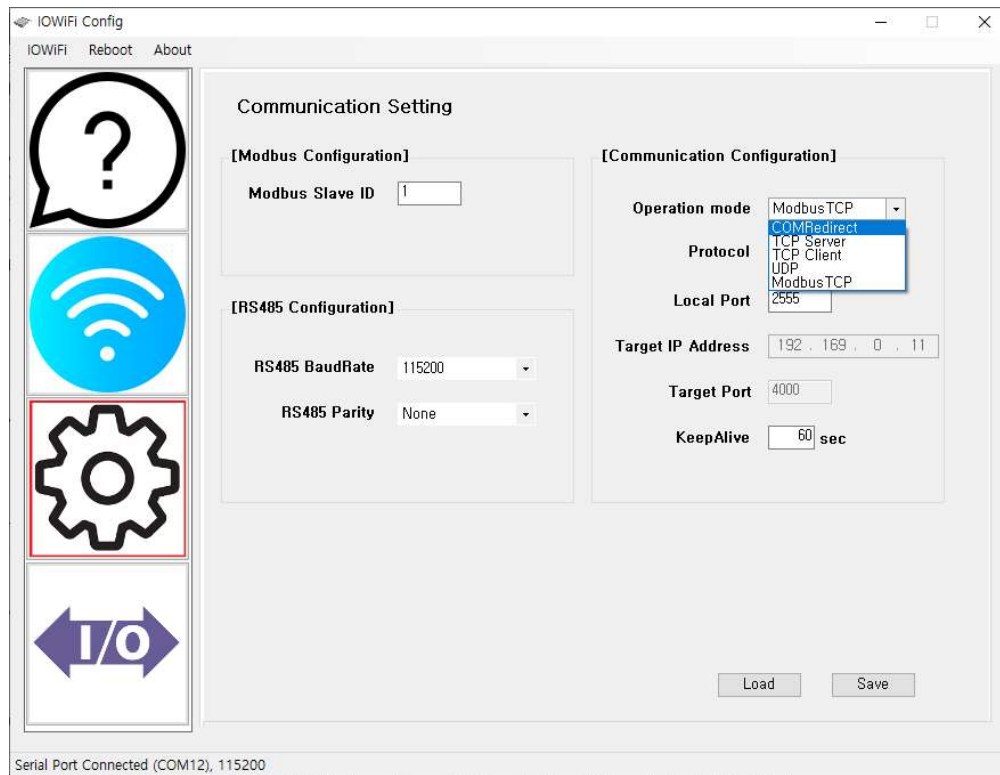 IOWiFi Config
IOWiFi Reboot About
?
Communication Setting
[Modbus Configuration]
Modbus Slave ID 1
[RS485 Configuration]
RS485 BaudRate 115200
RS485 Parity None
[Communication Configuration]
Operation mode ModbusTCP
COMRedirect
TCP Server
TCP Client
UDP
ModbusTCP
Protocol
Local Port 2555
Target IP Address 192 . 169 . 0 . 11
Target Port 4000
KeepAlive 60 sec
I/O
Load Save
Serial Port Connected (COM12), 115200